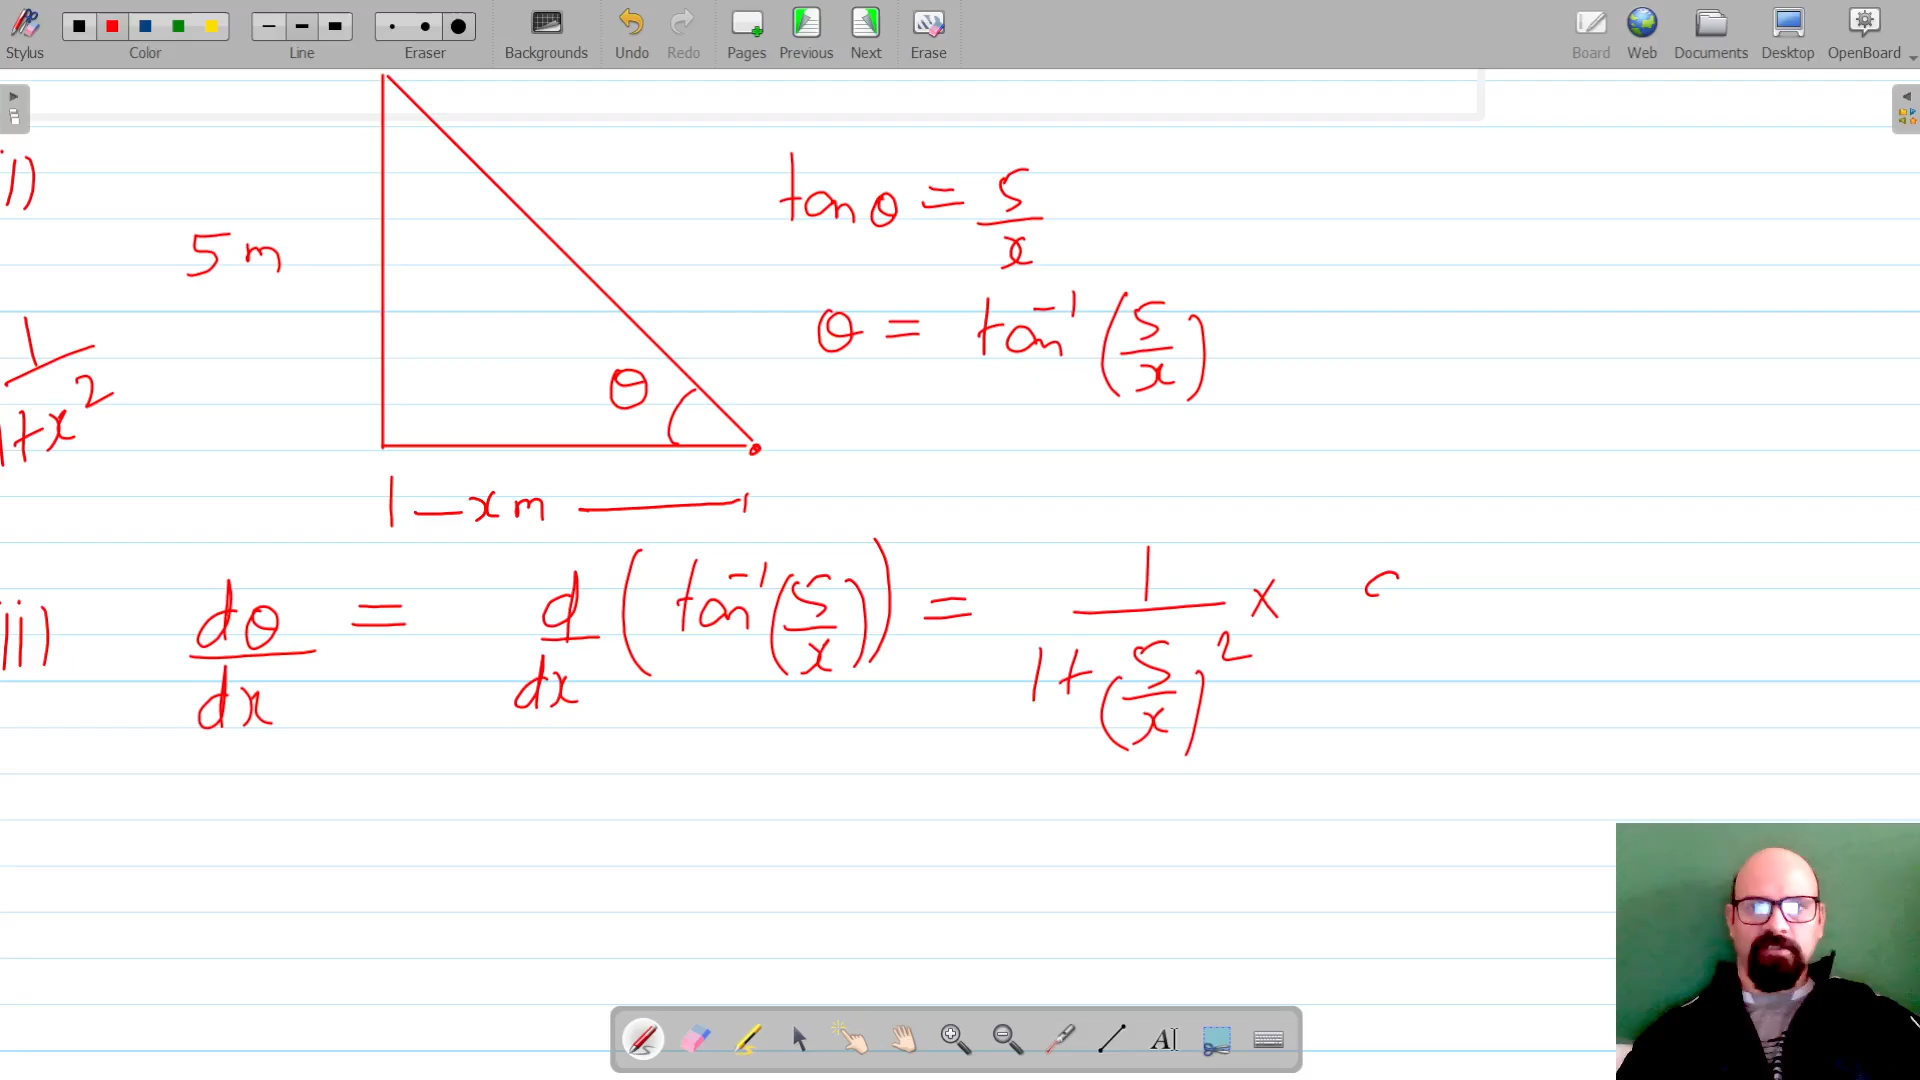 Stylus Color Line Eraser Backgrounds Undo Redo Pages Previous Next Erase Board Web Documents Desktop OpenBoard
i)
5 m
tan θ = 5/x
θ = tan⁻¹(5/x)
θ
1/1+x²
x m
ii) dθ/dx = d/dx (tan⁻¹(5/x)) = 1/1+(5/x)² ×
AI